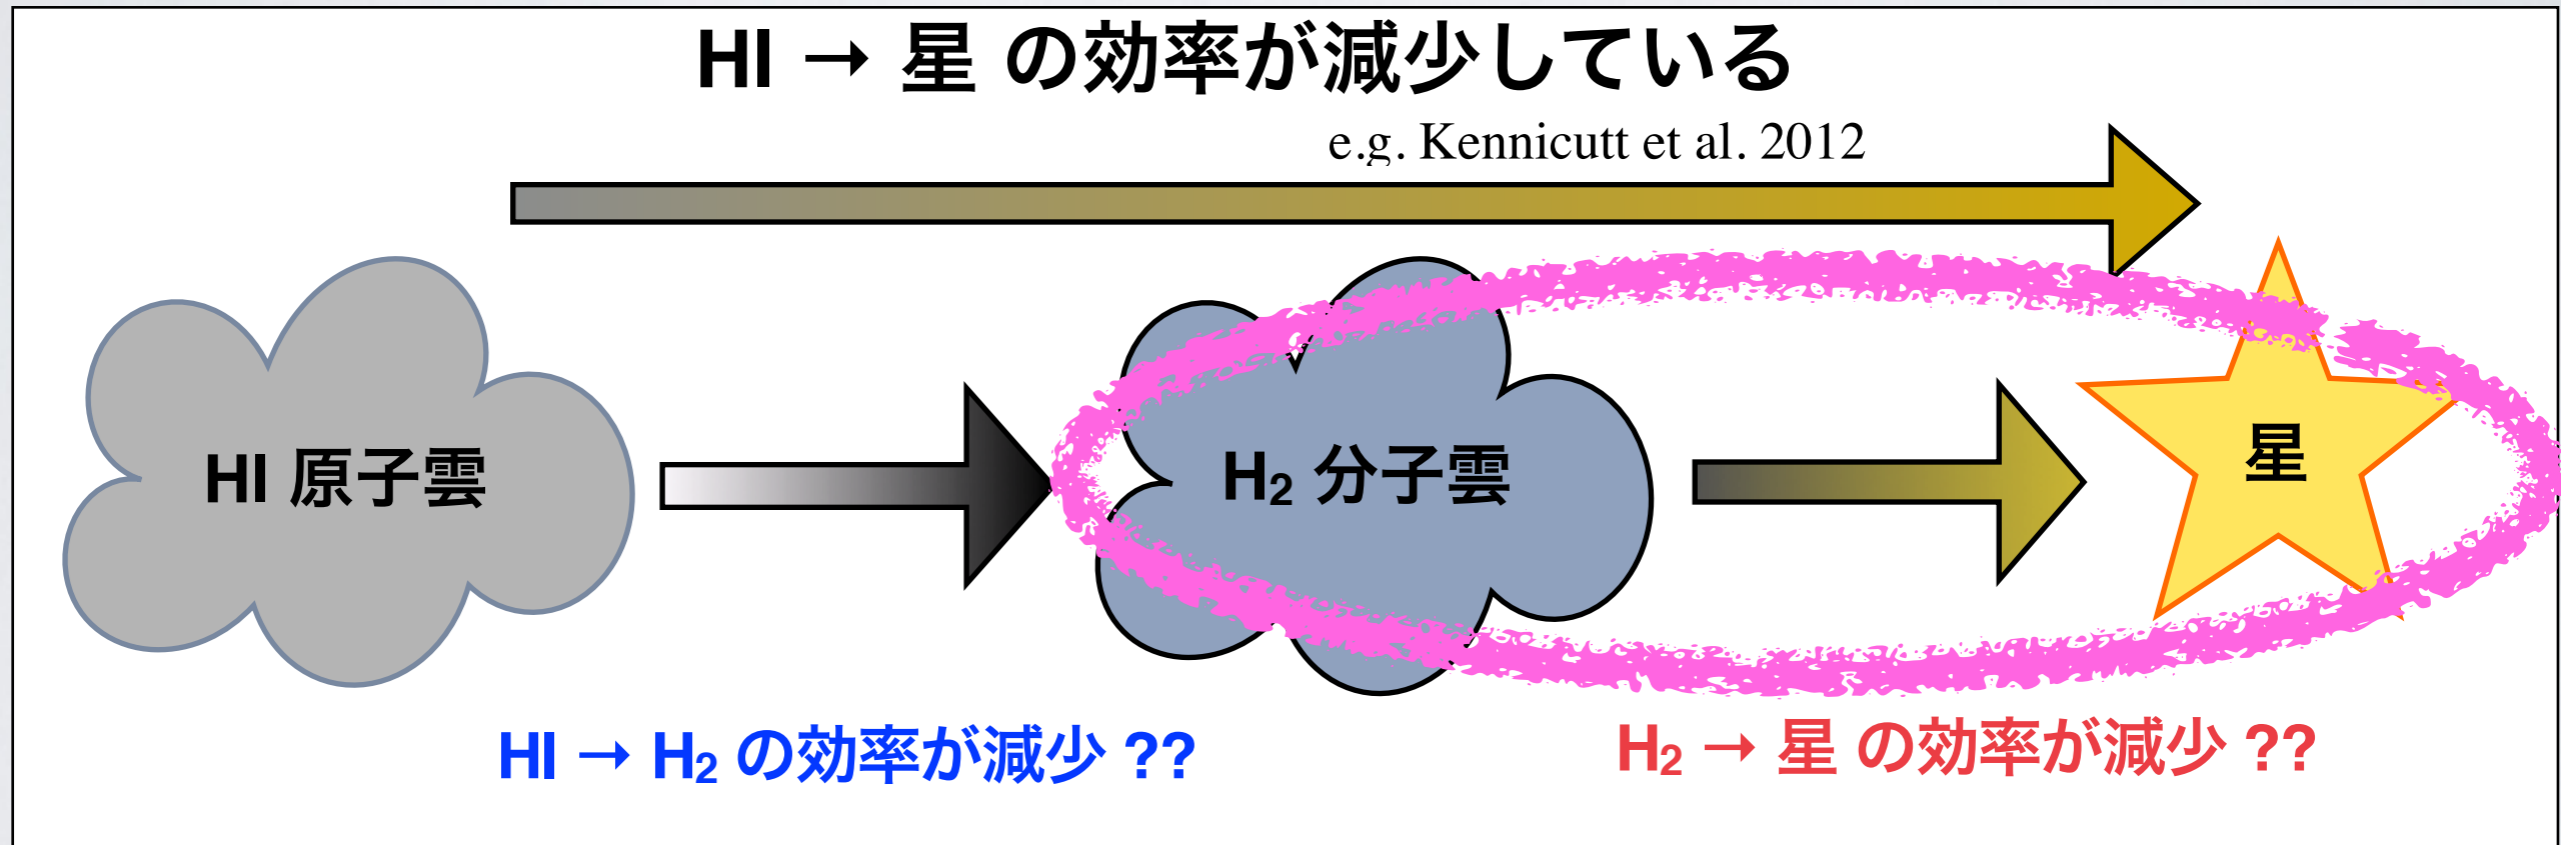 HI → 星 の効率が減少している
e.g. Kennicutt et al. 2012
HI 原子雲
H₂ 分子雲
星
HI → H₂ の効率が減少 ??
H₂ → 星 の効率が減少 ??